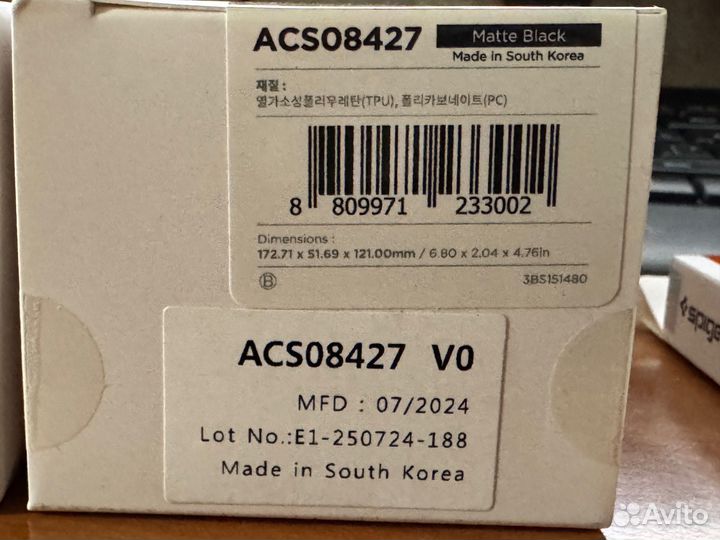 ACS08427 Matte Black
Made in South Korea
재질 :
열가소성폴리우레탄(TPU), 폴리카보네이트(PC)
8 809971 233002
Dimensions :
172.71 x 51.69 x 121.00mm / 6.80 x 2.04 x 4.76in
B 3BS151480
ACS08427 V0
MFD : 07/2024
Lot No.:E1-250724-188
Made in South Korea
spige
Avito